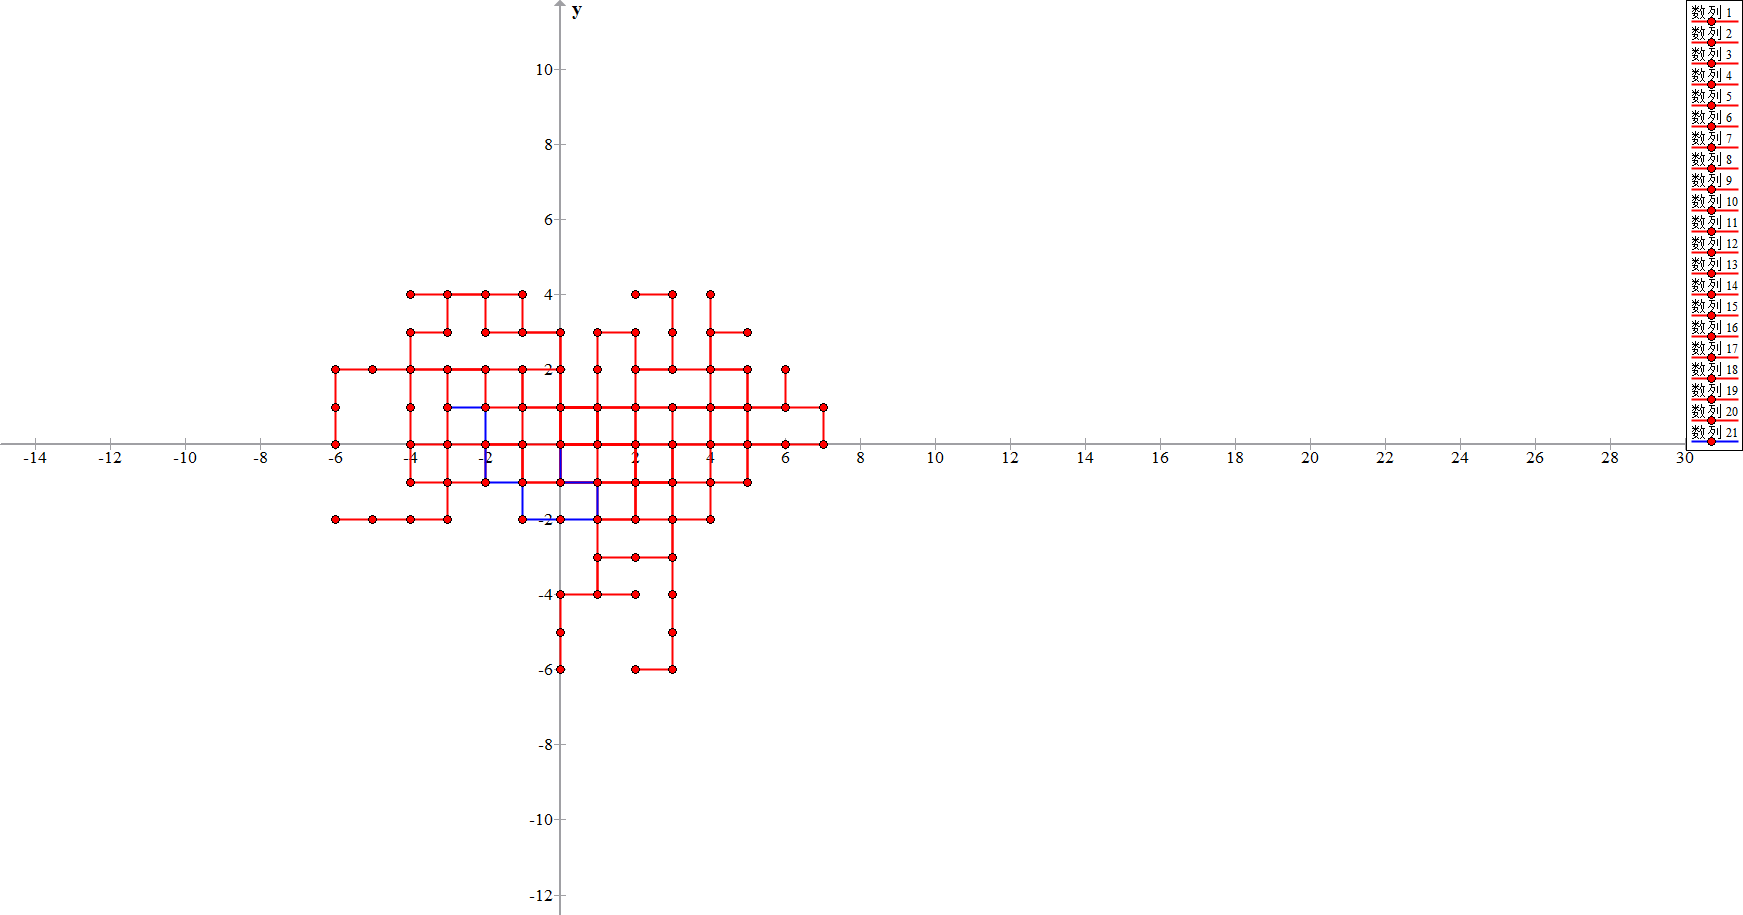 y
10
8
6
4
2
-2
-4
-6
-8
-10
-12
-14 -12 -10 -8 -6 -4 -2 2 4 6 8 10 12 14 16 18 20 22 24 26 28 30
数列 1
数列 2
数列 3
数列 4
数列 5
数列 6
数列 7
数列 8
数列 9
数列 10
数列 11
数列 12
数列 13
数列 14
数列 15
数列 16
数列 17
数列 18
数列 19
数列 20
数列 21